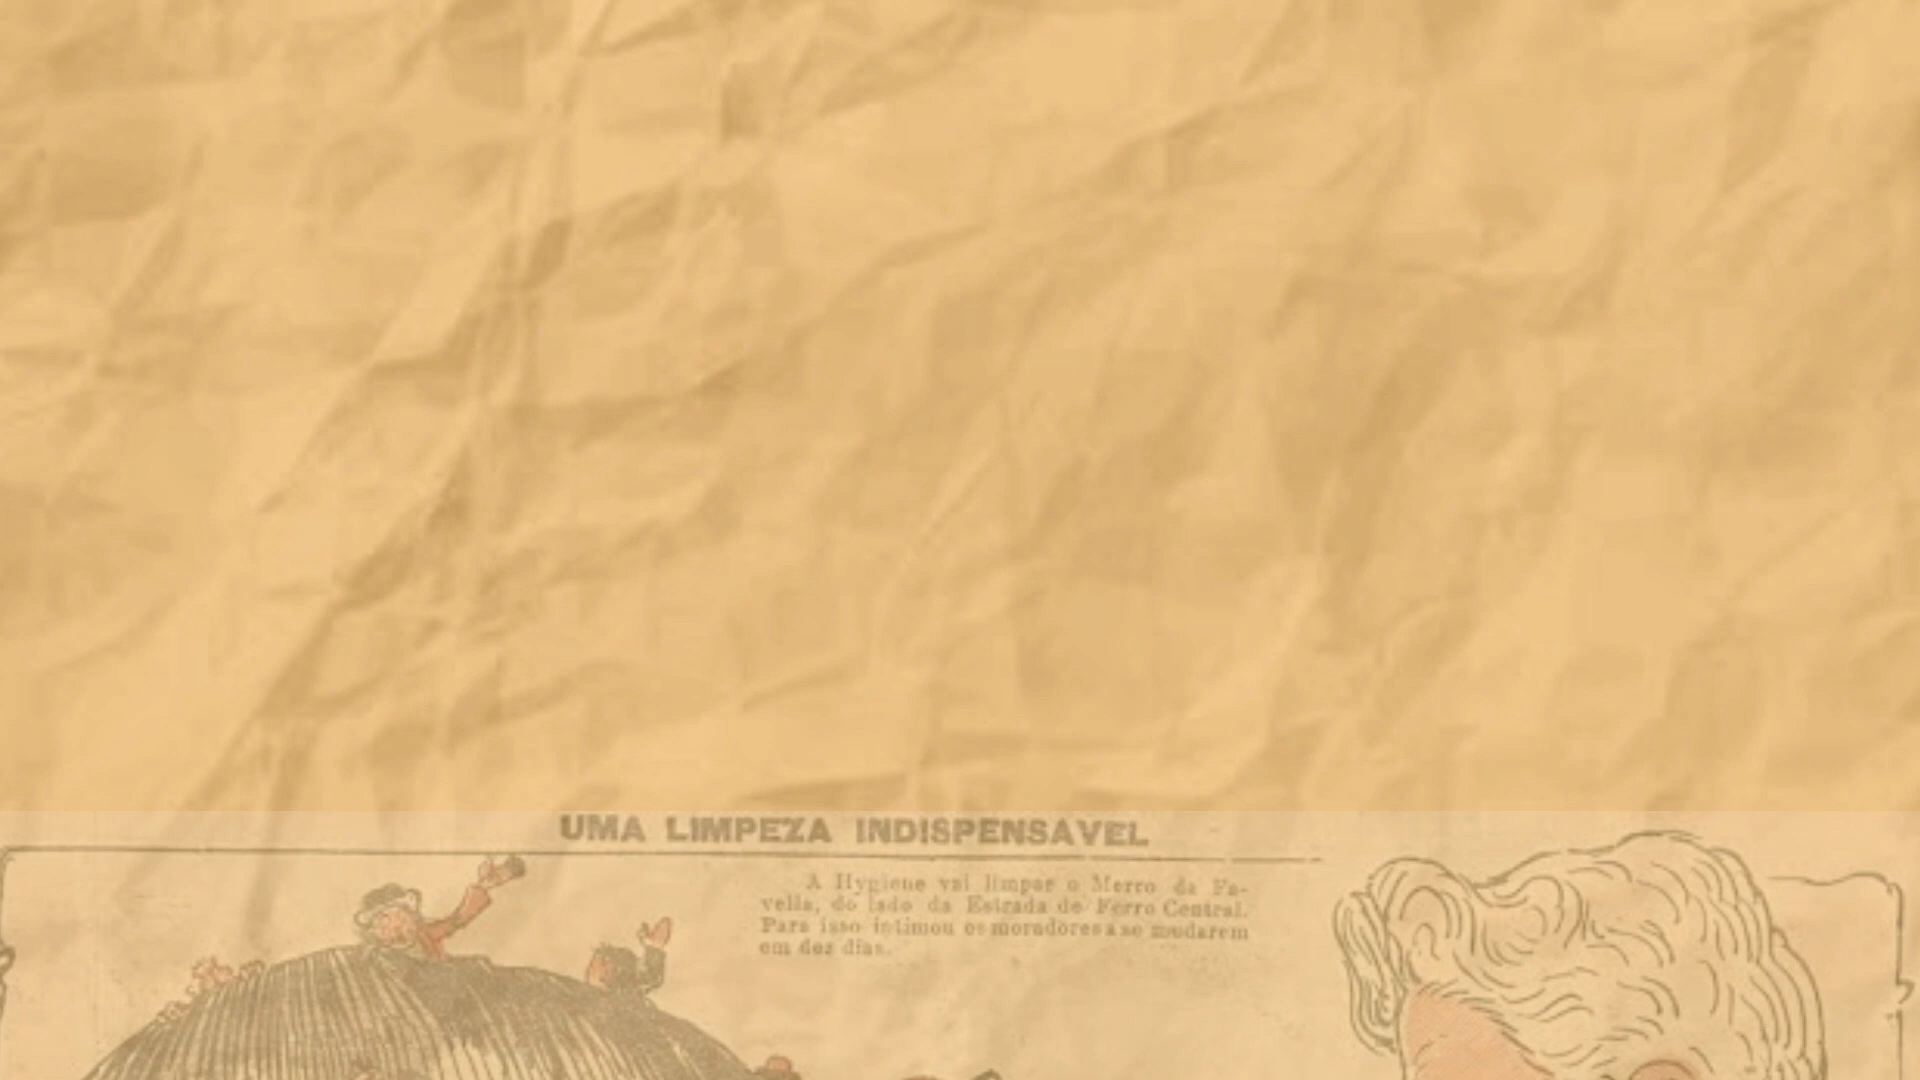 UMA LIMPEZA INDISPENSAVEL
A Hygiene vai limpar o Morro da Fa-
vella, do lado da Estrada de Ferro Central.
Para isso intimou os moradores a se mudarem
em dez dias.